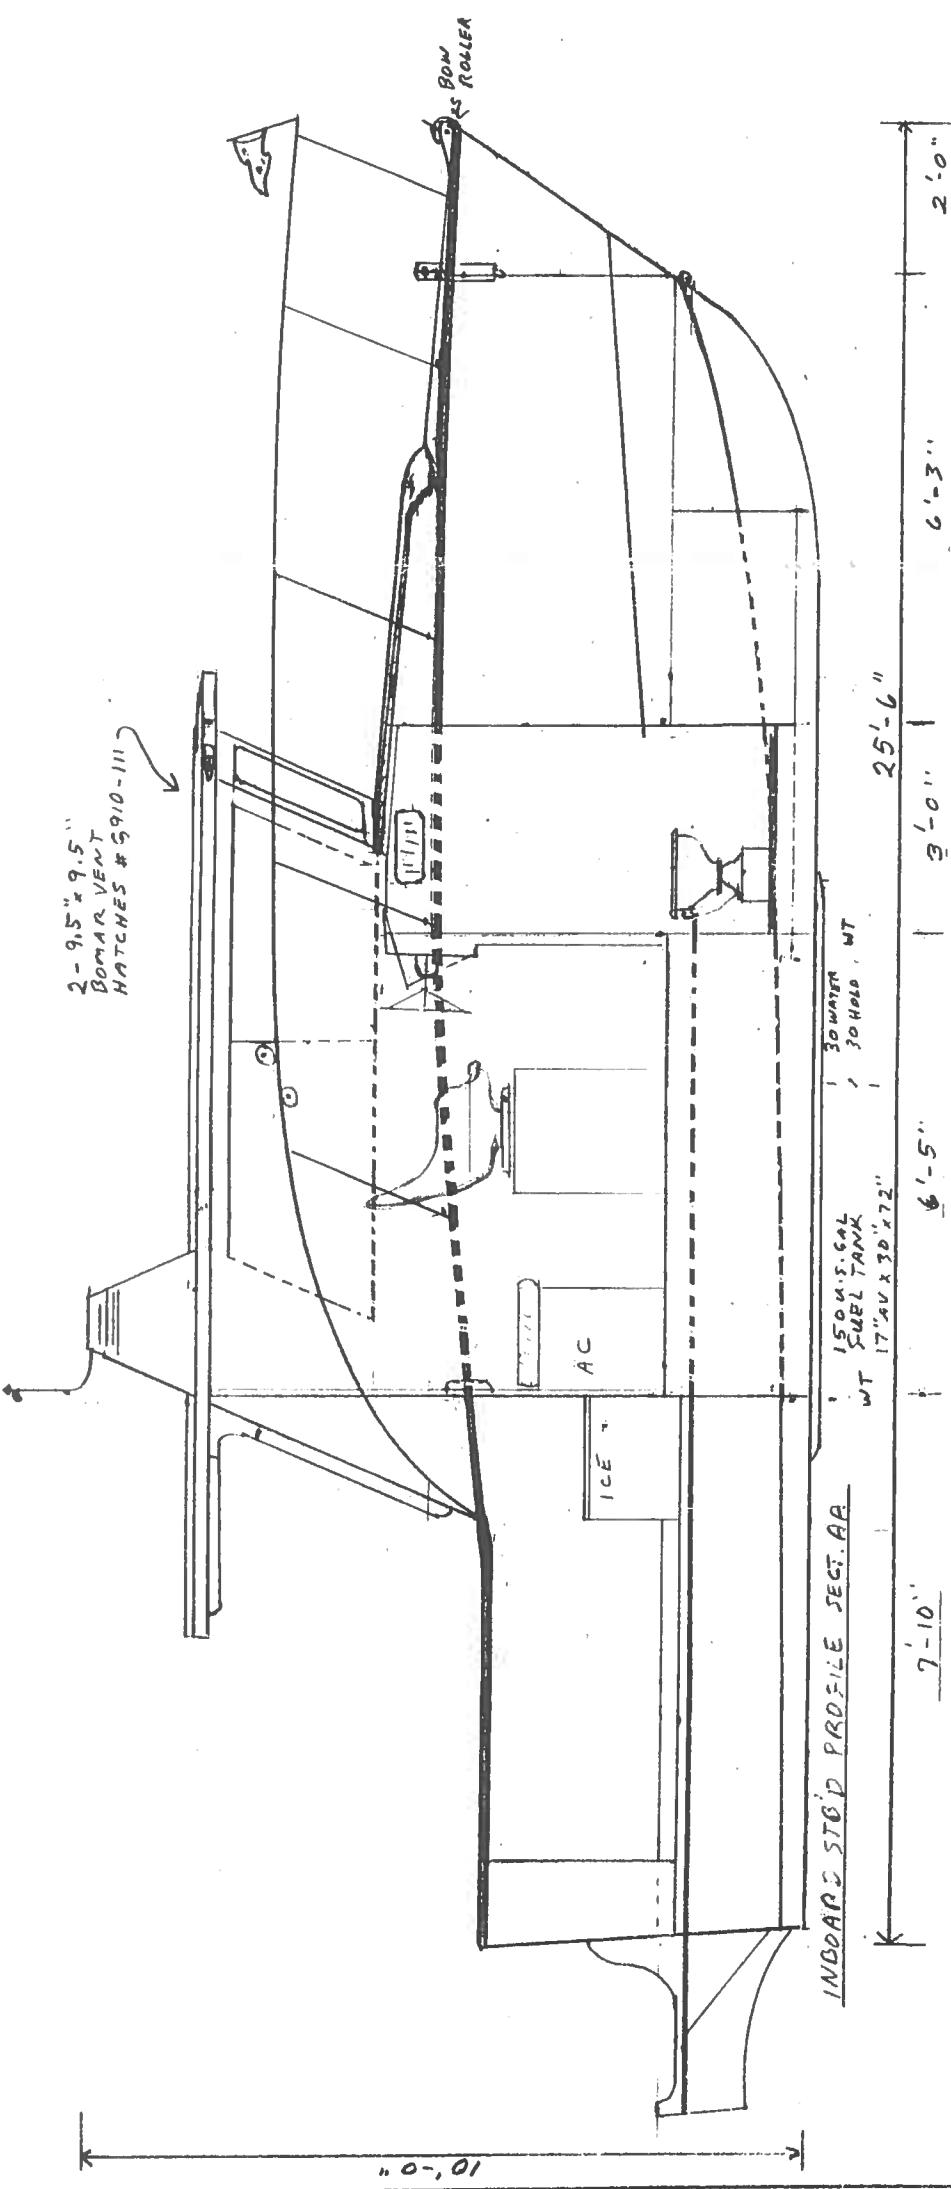 2 - 9.5" x 9.5"
BOMAR VENT
HATCHES # G910-111
BOW
ROLLER
AC
ICE
30 WATER
30 HOLD. WT
WT
150 U.S. GAL
FUEL TANK
17" AV x 30" x 72"
INBOARD STB'D PROFILE SECT. AA
25'-6"
7'-10"
6'-5"
3'-0"
6'-3"
2'-0"
10'-0"